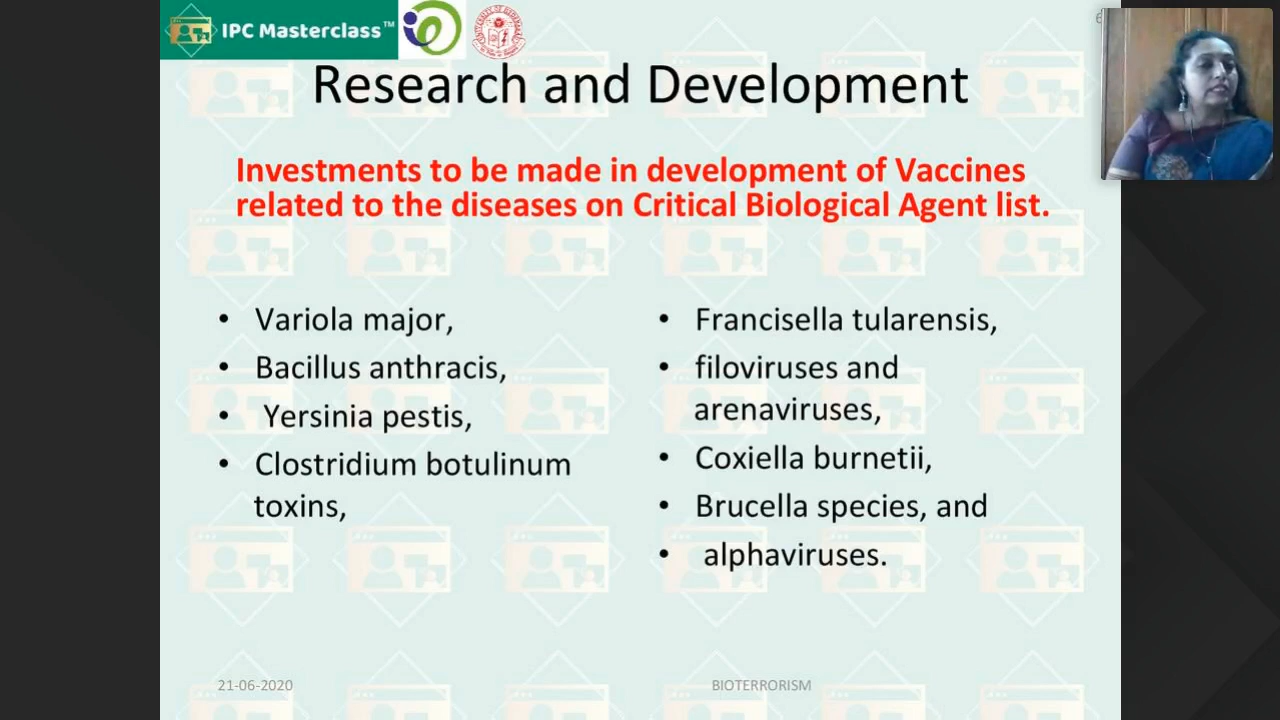 IPC Masterclass™
6
Research and Development
Investments to be made in development of Vaccines
related to the diseases on Critical Biological Agent list.
• Variola major,
• Bacillus anthracis,
• Yersinia pestis,
• Clostridium botulinum
toxins,
• Francisella tularensis,
• filoviruses and
arenaviruses,
• Coxiella burnetii,
• Brucella species, and
• alphaviruses.
21-06-2020
BIOTERRORISM